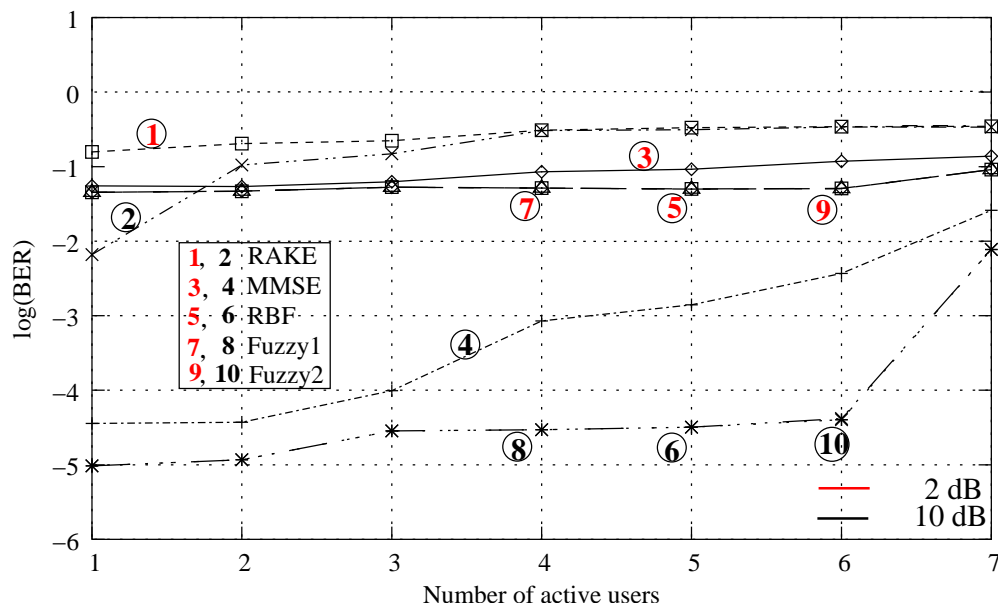 1
0
−1
−2
−3
−4
−5
−6
log(BER)
1
3
2
7
5
9
1, 2 RAKE
3, 4 MMSE
5, 6 RBF
7, 8 Fuzzy1
9, 10 Fuzzy2
4
8
6
10
2 dB
10 dB
1 2 3 4 5 6 7
Number of active users